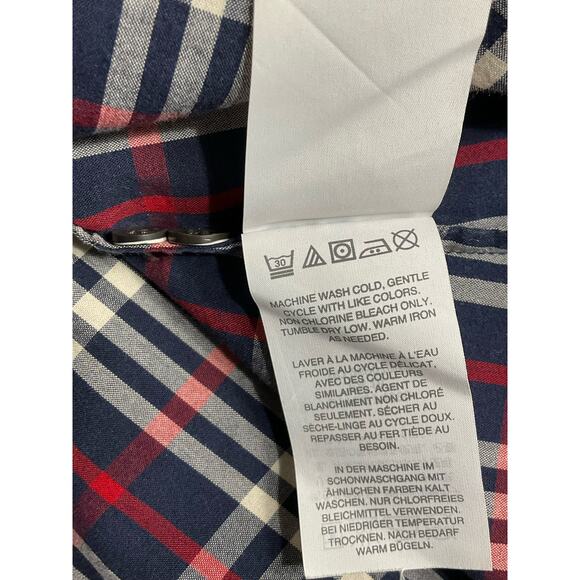 30
MACHINE WASH COLD, GENTLE
CYCLE WITH LIKE COLORS.
NON CHLORINE BLEACH ONLY.
TUMBLE DRY LOW. WARM IRON
AS NEEDED.
LAVER À LA MACHINE À L'EAU
FROIDE AU CYCLE DÉLICAT,
AVEC DES COULEURS
SIMILAIRES. AGENT DE
BLANCHIMENT NON CHLORÉ
SEULEMENT. SÉCHER AU
SÈCHE-LINGE AU CYCLE DOUX.
REPASSER AU FER TIÈDE AU
BESOIN.
IN DER MASCHINE IM
SCHONWASCHGANG MIT
ÄHNLICHEN FARBEN KALT
WASCHEN. NUR CHLORFREIES
BLEICHMITTEL VERWENDEN.
BEI NIEDRIGER TEMPERATUR
TROCKNEN. NACH BEDARF
WARM BÜGELN.